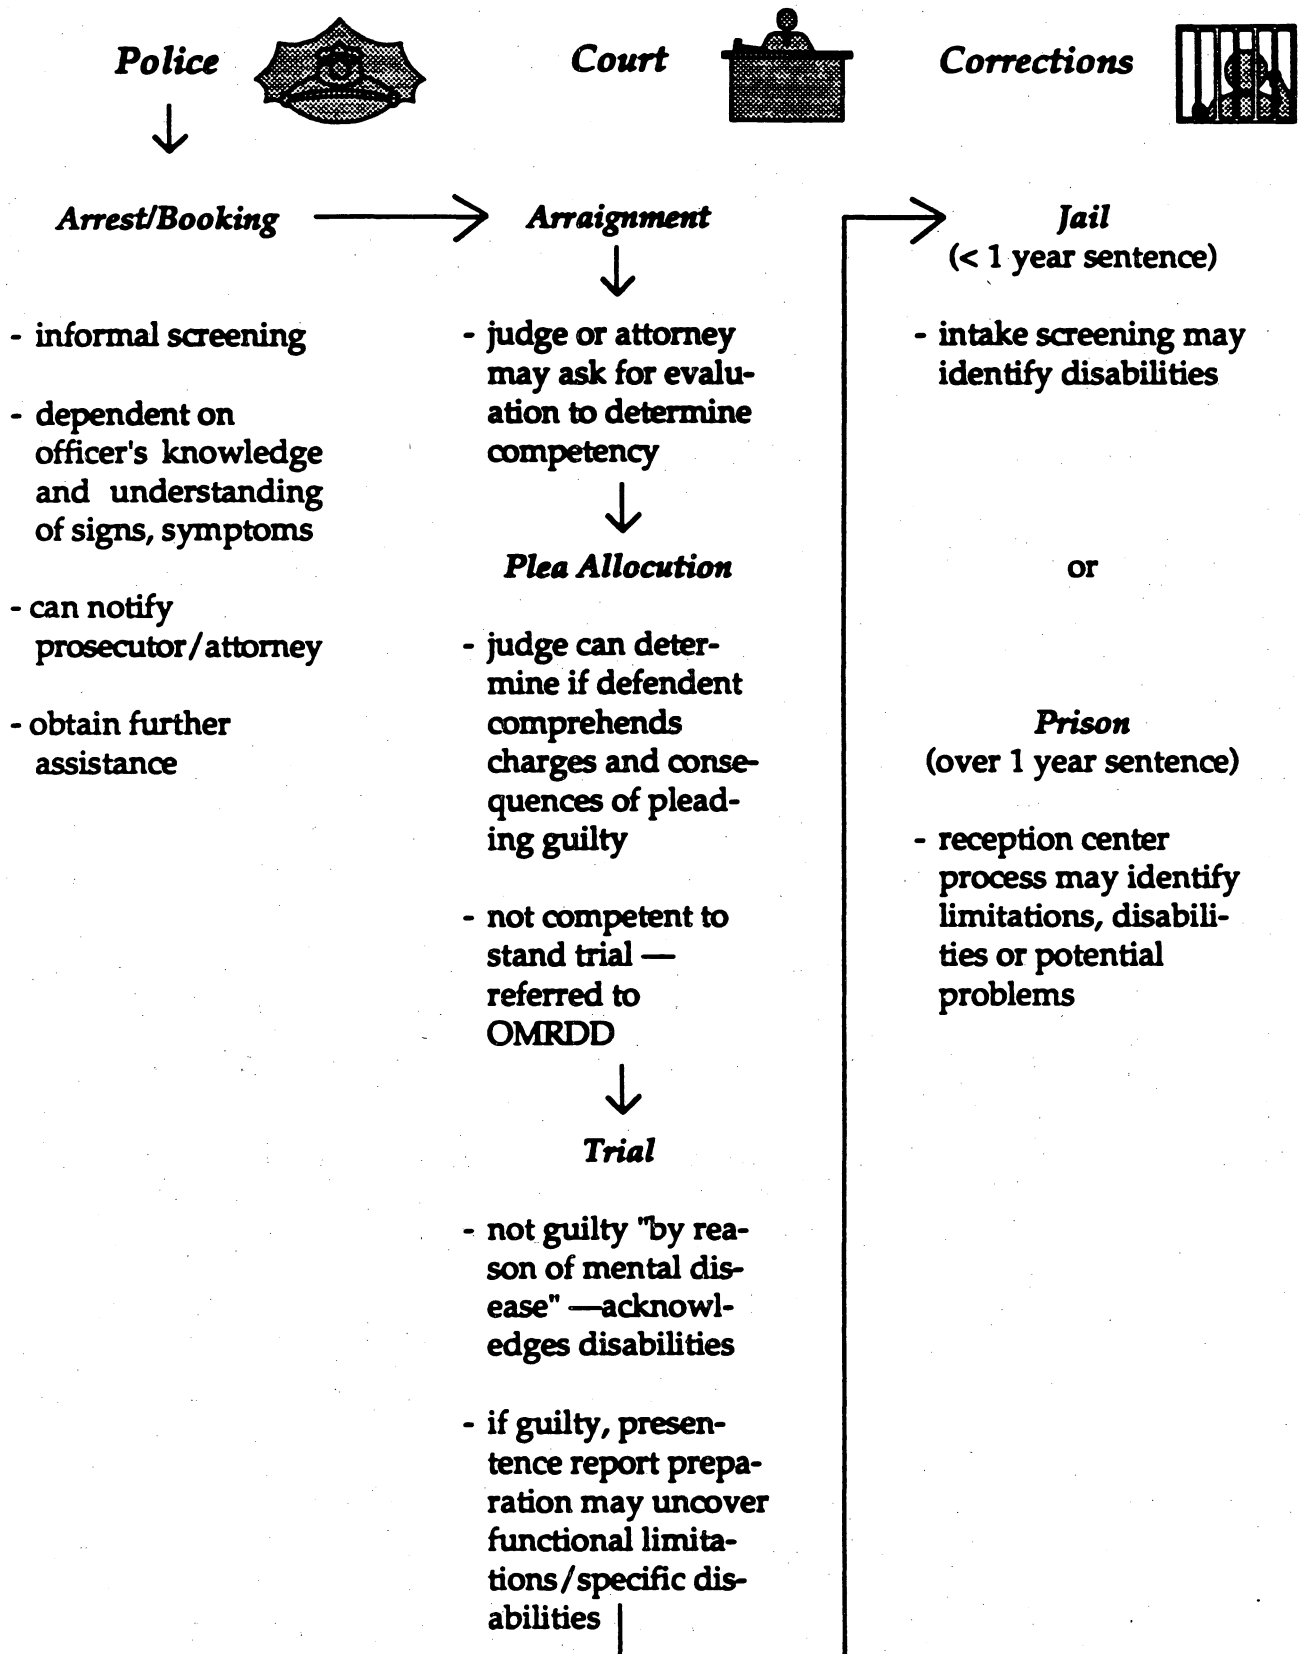 Police
Court
Corrections
Arrest/Booking
- informal screening
- dependent on
officer's knowledge
and understanding
of signs, symptoms
- can notify
prosecutor/attorney
- obtain further
assistance
Arraignment
- judge or attorney
may ask for evalu-
ation to determine
competency
Plea Allocution
- judge can deter-
mine if defendent
comprehends
charges and conse-
quences of plead-
ing guilty
- not competent to
stand trial —
referred to
OMRDD
Trial
- not guilty "by rea-
son of mental dis-
ease" —acknowl-
edges disabilities
- if guilty, presen-
tence report prepa-
ration may uncover
functional limita-
tions/specific dis-
abilities
Jail
(< 1 year sentence)
- intake screening may
identify disabilities
or
Prison
(over 1 year sentence)
- reception center
process may identify
limitations, disabili-
ties or potential
problems